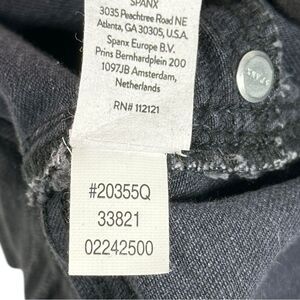 SPANX
3035 Peachtree Road NE
Atlanta, GA 30305, U.S.A.
Spanx Europe B.V.
Prins Bernhardplein 200
1097JB Amsterdam,
Netherlands
RN# 112121
#20355Q
33821
02242500